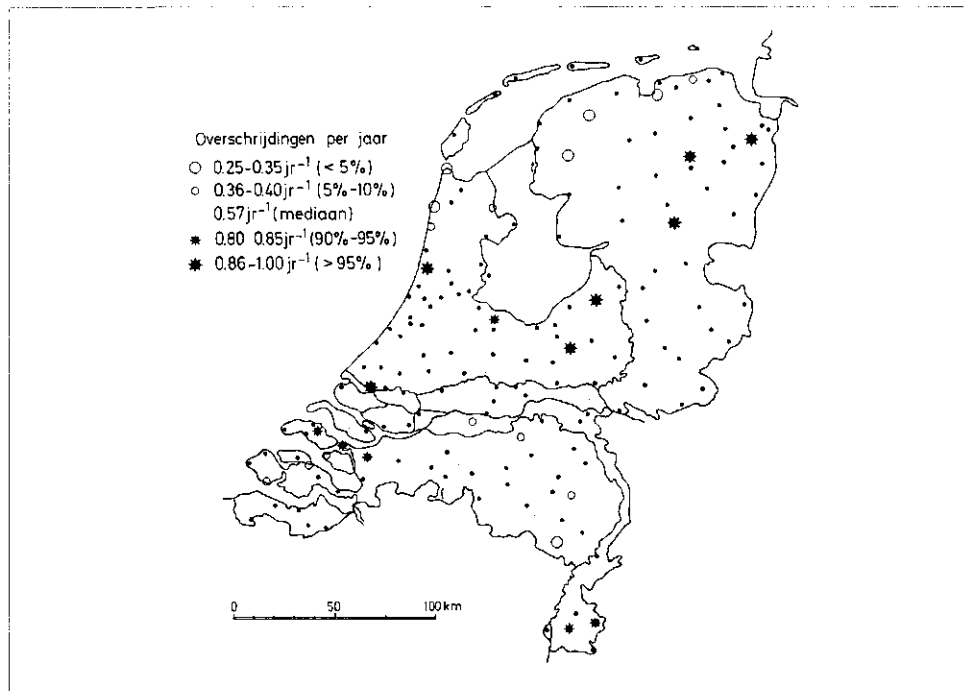 Overschrijdingen per jaar
0.25-0.35 jr⁻¹ (< 5%)
0.36-0.40 jr⁻¹ (5%-10%)
0.57 jr⁻¹ (mediaan)
0.80 0.85 jr⁻¹ (90%-95%)
0.86-1.00 jr⁻¹ (> 95%)
0 50 100 km